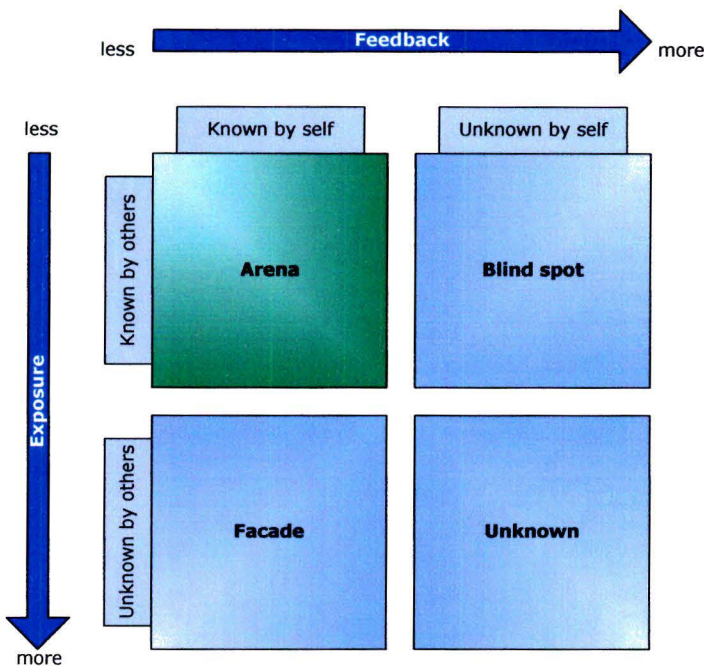 Feedback
less
more
less
Known by self
Unknown by self
Known by others
Arena
Blind spot
Exposure
Unknown by others
Facade
Unknown
more